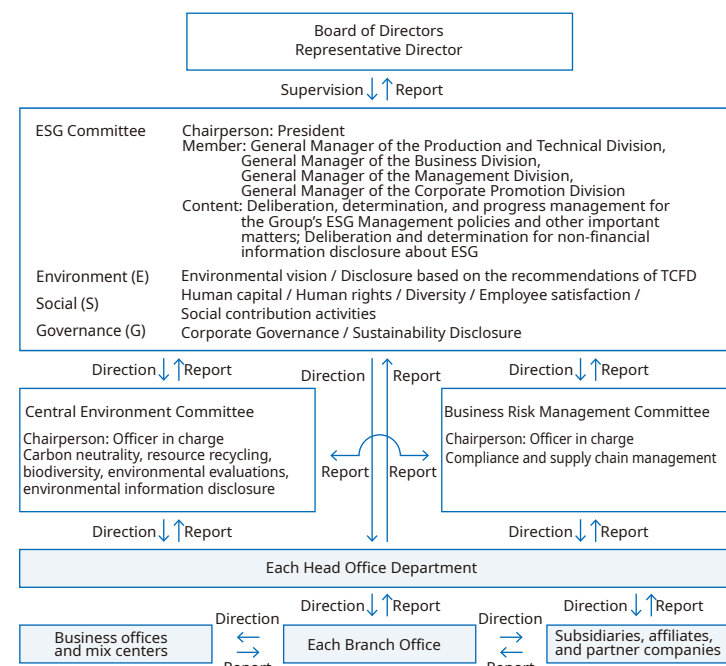 Board of Directors
Representative Director
Supervision
Report
ESG Committee
Chairperson: President
Member: General Manager of the Production and Technical Division,
General Manager of the Business Division,
General Manager of the Management Division,
General Manager of the Corporate Promotion Division
Content: Deliberation, determination, and progress management for
the Group’s ESG Management policies and other important
matters; Deliberation and determination for non-financial
information disclosure about ESG
Environment (E)
Environmental vision / Disclosure based on the recommendations of TCFD
Social (S)
Human capital / Human rights / Diversity / Employee satisfaction /
Social contribution activities
Governance (G)
Corporate Governance / Sustainability Disclosure
Direction
Report
Direction
Report
Direction
Report
Central Environment Committee
Chairperson: Officer in charge
Carbon neutrality, resource recycling,
biodiversity, environmental evaluations,
environmental information disclosure
Report
Report
Business Risk Management Committee
Chairperson: Officer in charge
Compliance and supply chain management
Direction
Report
Direction
Report
Each Head Office Department
Direction
Report
Direction
Report
Business offices
and mix centers
Direction
Report
Each Branch Office
Direction
Report
Subsidiaries, affiliates,
and partner companies